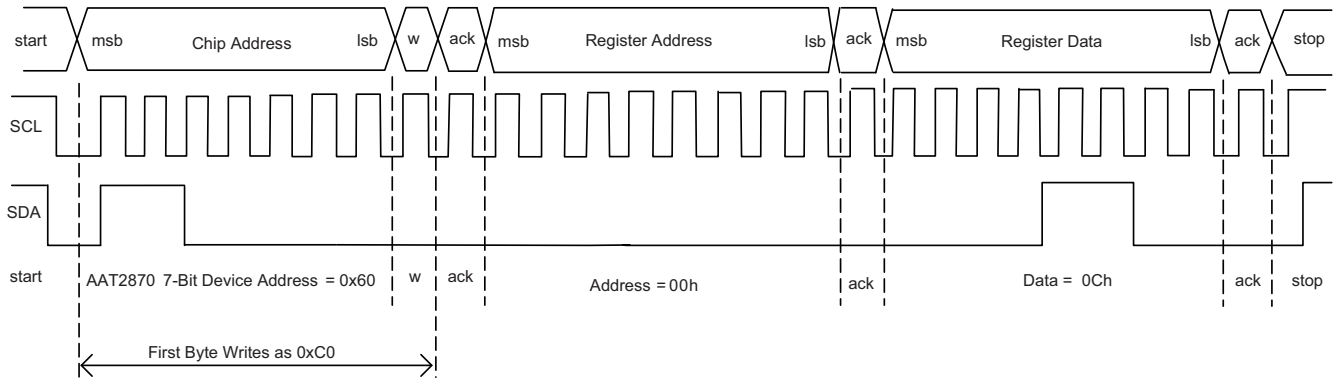 start msb Chip Address lsb w ack msb Register Address lsb ack msb Register Data lsb ack stop
SCL
SDA
start AAT2870 7-Bit Device Address = 0x60 w ack Address = 00h ack Data = 0Ch ack stop
First Byte Writes as 0xC0